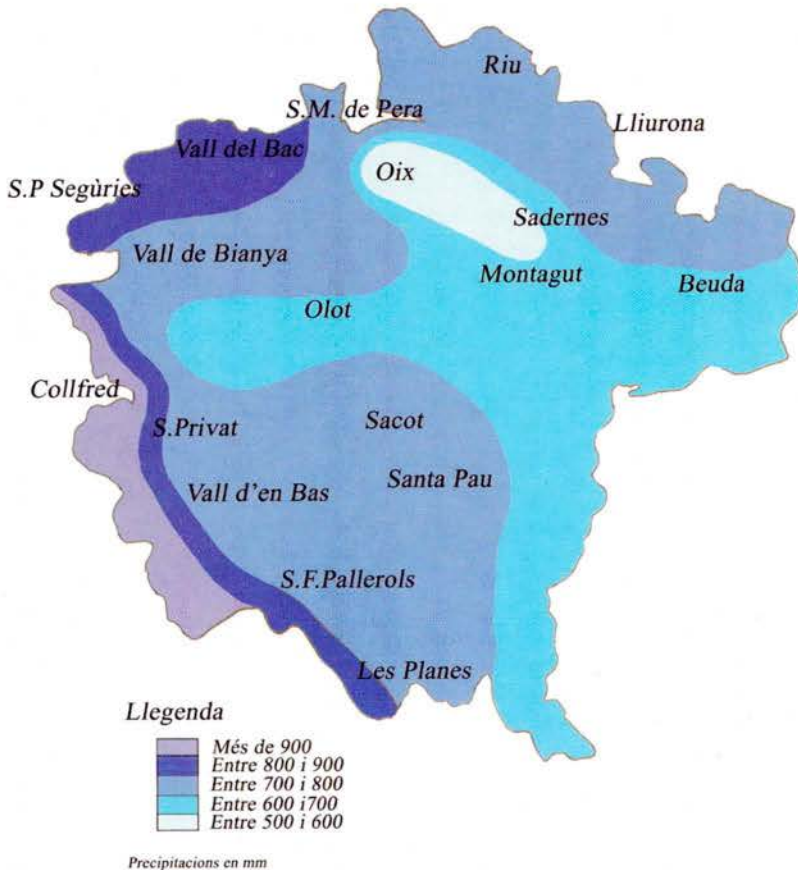 Riu
S.M. de Pera
Lliurona
Vall del Bac
Oix
S.P Segùries
Sadernes
Vall de Bianya
Montagut
Beuda
Olot
Collfred
S.Privat
Sacot
Santa Pau
Vall d'en Bas
S.F.Pallerols
Les Planes
Llegenda
Més de 900
Entre 800 i 900
Entre 700 i 800
Entre 600 i700
Entre 500 i 600
Precipitacions en mm